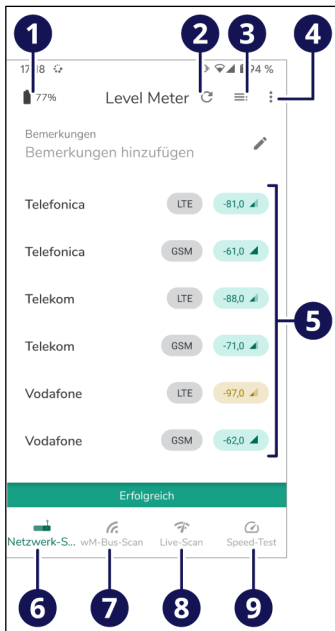 1 2 3 4
17:18 94 %
77% Level Meter
Bemerkungen
Bemerkungen hinzufügen
Telefonica LTE -81,0
Telefonica GSM -61,0
Telekom LTE -88,0
5
Telekom GSM -71,0
Vodafone LTE -97,0
Vodafone GSM -62,0
Erfolgreich
Netzwerk-S... wM-Bus-Scan Live-Scan Speed-Test
6 7 8 9